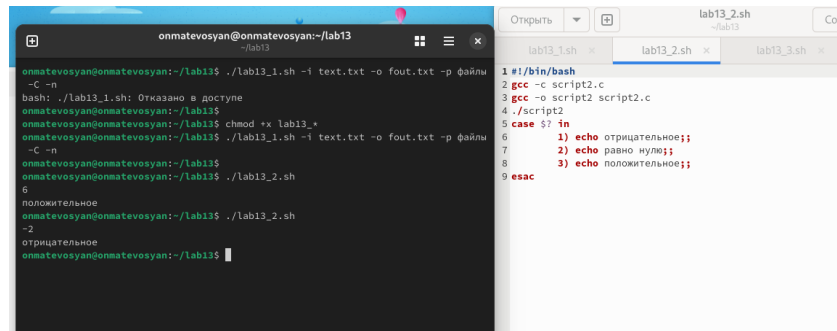 onmatevosyan@onmatevosyan:~/lab13
~/lab13
onmatevosyan@onmatevosyan:~/lab13$ ./lab13_1.sh -i text.txt -o fout.txt -p файлы
-C -n
bash: ./lab13_1.sh: Отказано в доступе
onmatevosyan@onmatevosyan:~/lab13$
onmatevosyan@onmatevosyan:~/lab13$ chmod +x lab13_*
onmatevosyan@onmatevosyan:~/lab13$ ./lab13_1.sh -i text.txt -o fout.txt -p файлы
-C -n
onmatevosyan@onmatevosyan:~/lab13$
onmatevosyan@onmatevosyan:~/lab13$ ./lab13_2.sh
6
положительное
onmatevosyan@onmatevosyan:~/lab13$ ./lab13_2.sh
-2
отрицательное
onmatevosyan@onmatevosyan:~/lab13$
Открыть
lab13_2.sh
~/lab13
Со
lab13_1.sh ×
lab13_2.sh ×
lab13_3.sh ×
1 #!/bin/bash
2 gcc -c script2.c
3 gcc -o script2 script2.c
4 ./script2
5 case $? in
6 1) echo отрицательное;;
7 2) echo равно нулю;;
8 3) echo положительное;;
9 esac